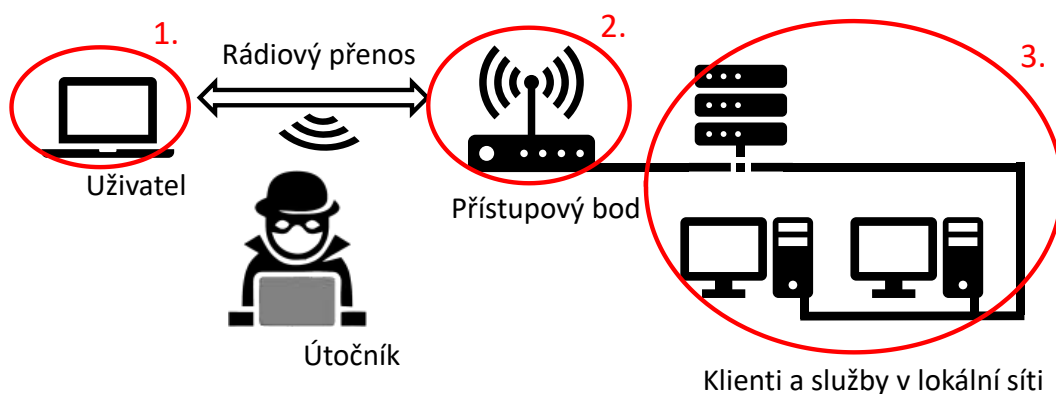 1.
Rádiový přenos
2.
3.
Uživatel
Přístupový bod
Útočník
Klienti a služby v lokální síti